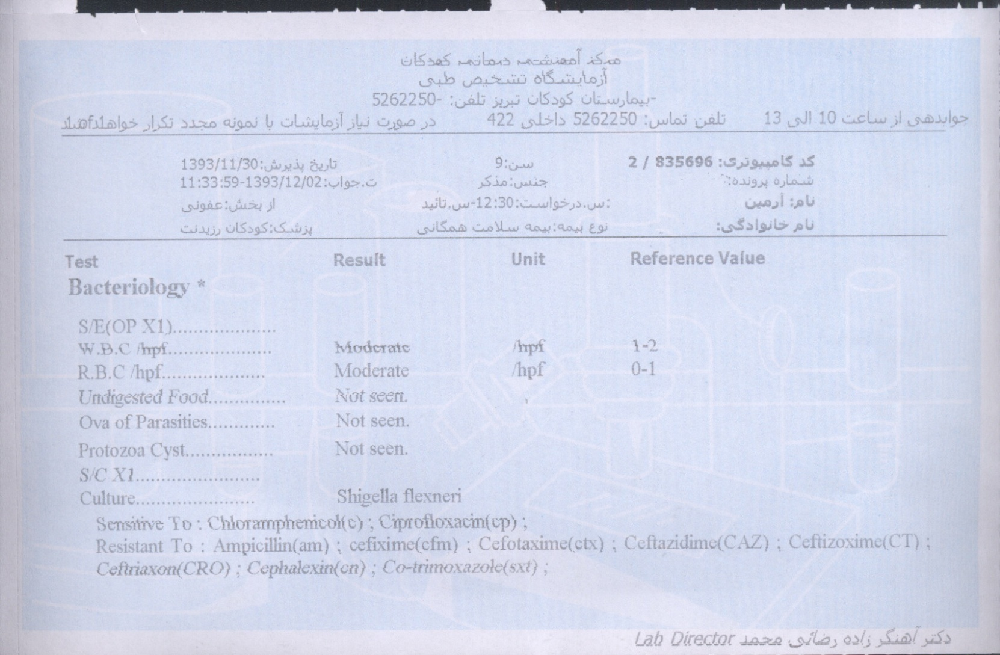 مرکز آموزشی درمانی کودکان
آزمایشگاه تشخیص طبی
-بیمارستان کودکان تبریز تلفن: -5262250
جوابدهی از ساعت 10 الی 13 تلفن تماس: 5262250 داخلی 422 در صورت نیاز آزمایشات با نمونه مجدد تکرار خواهد
کد کامپیوتری: 835696 / 2 سن:9 تاریخ پذیرش:1393/11/30
شماره پرونده: جنس:مذکر ت.جواب:1393/12/02-11:33:59
نام: آرمین س.درخواست:12:30-س.تائید: از بخش:عفونی
نام خانوادگی: نوع بیمه:بیمه سلامت همگانی پزشک:کودکان رزیدنت
Test Result Unit Reference Value
Bacteriology *
S/E(OP X1)....................
W.B.C /hpf.................... Moderate /hpf 1-2
R.B.C /hpf.................... Moderate /hpf 0-1
Undigested Food............... Not seen.
Ova of Parasities............. Not seen.
Protozoa Cyst................. Not seen.
S/C X1........................
Culture....................... Shigella flexneri
Sensitive To : Chloramphenicol(c) ; Ciprofloxacin(cp) ;
Resistant To : Ampicillin(am) ; cefixime(cfm) ; Cefotaxime(ctx) ; Ceftazidime(CAZ) ; Ceftizoxime(CT) ;
Ceftriaxon(CRO) ; Cephalexin(cn) ; Co-trimoxazole(sxt) ;
دکتر آهنگر زاده رضائی محمد Lab Director